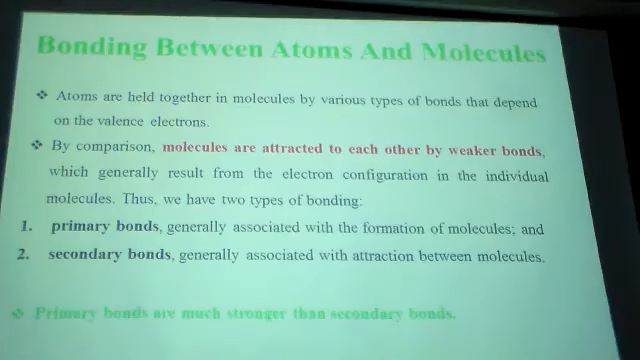 Bonding Between Atoms And Molecules
❖ Atoms are held together in molecules by various types of bonds that depend
on the valence electrons.
❖ By comparison, molecules are attracted to each other by weaker bonds,
which generally result from the electron configuration in the individual
molecules. Thus, we have two types of bonding:
1. primary bonds, generally associated with the formation of molecules; and
2. secondary bonds, generally associated with attraction between molecules.
❖ Primary bonds are much stronger than secondary bonds.